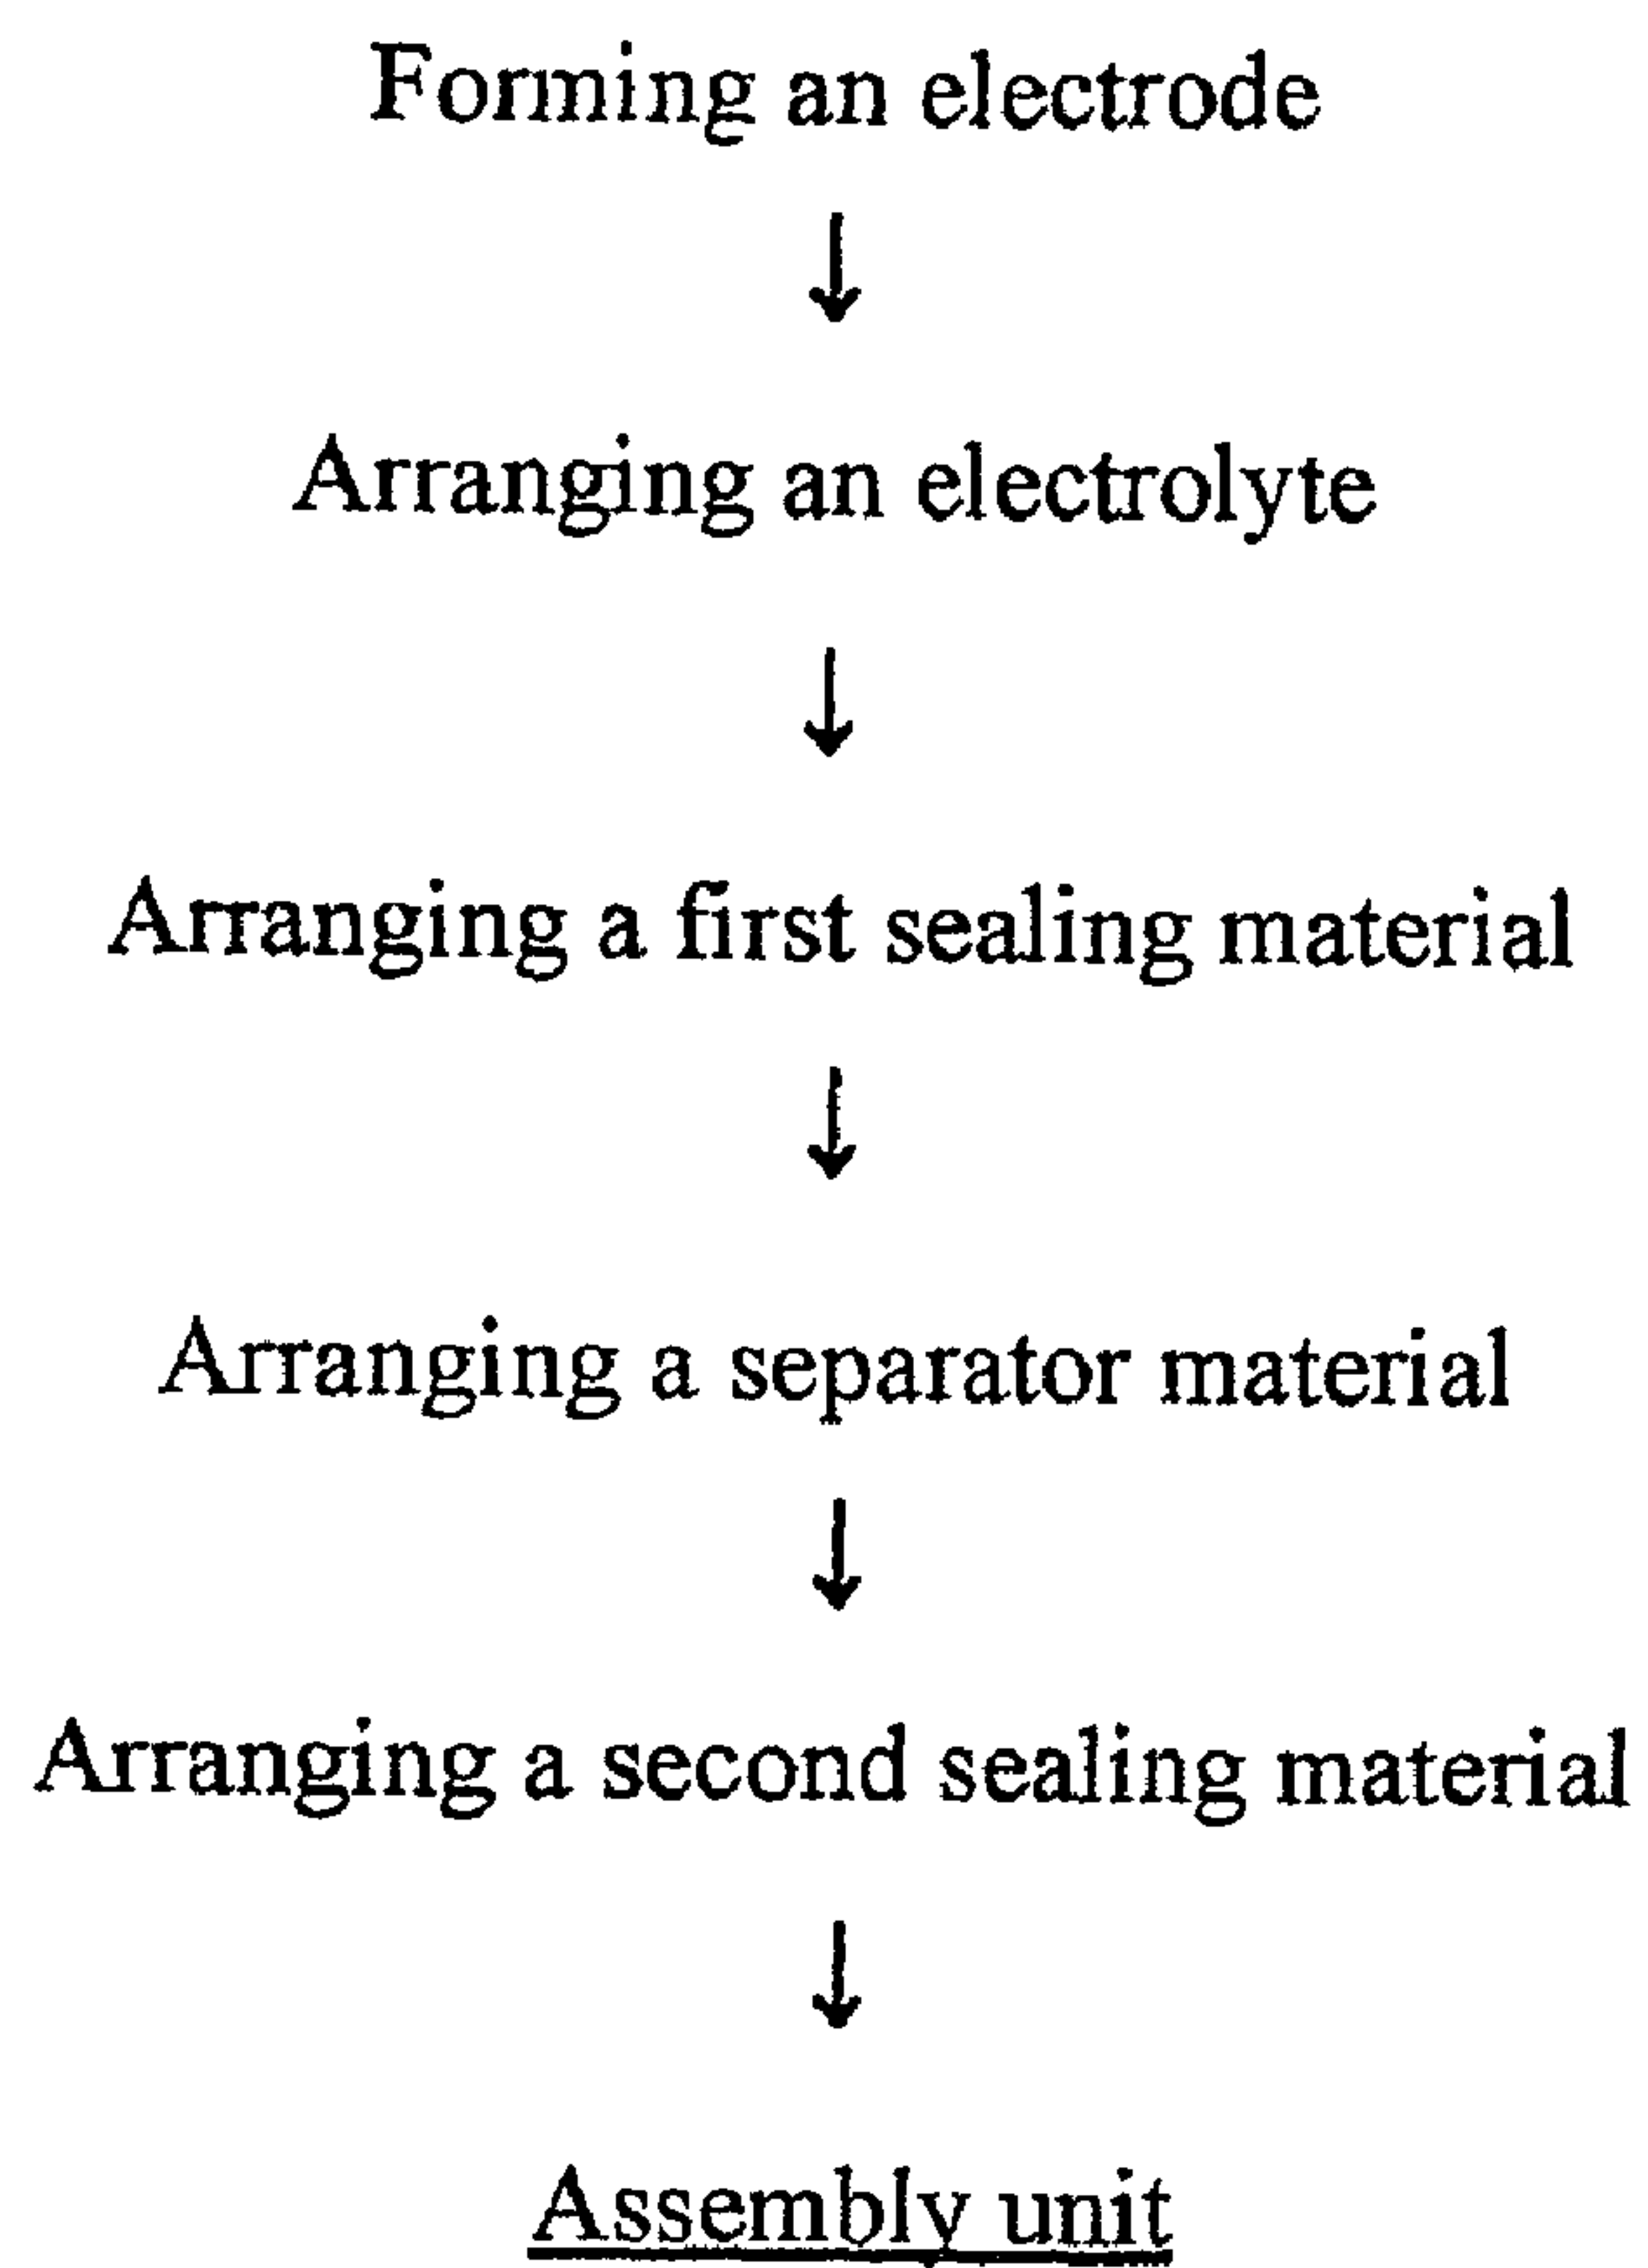 Forming an electrode
↓
Arranging an electrolyte
↓
Arranging a first sealing material
↓
Arranging a separator material
↓
Arranging a second sealing material
↓
Assembly unit